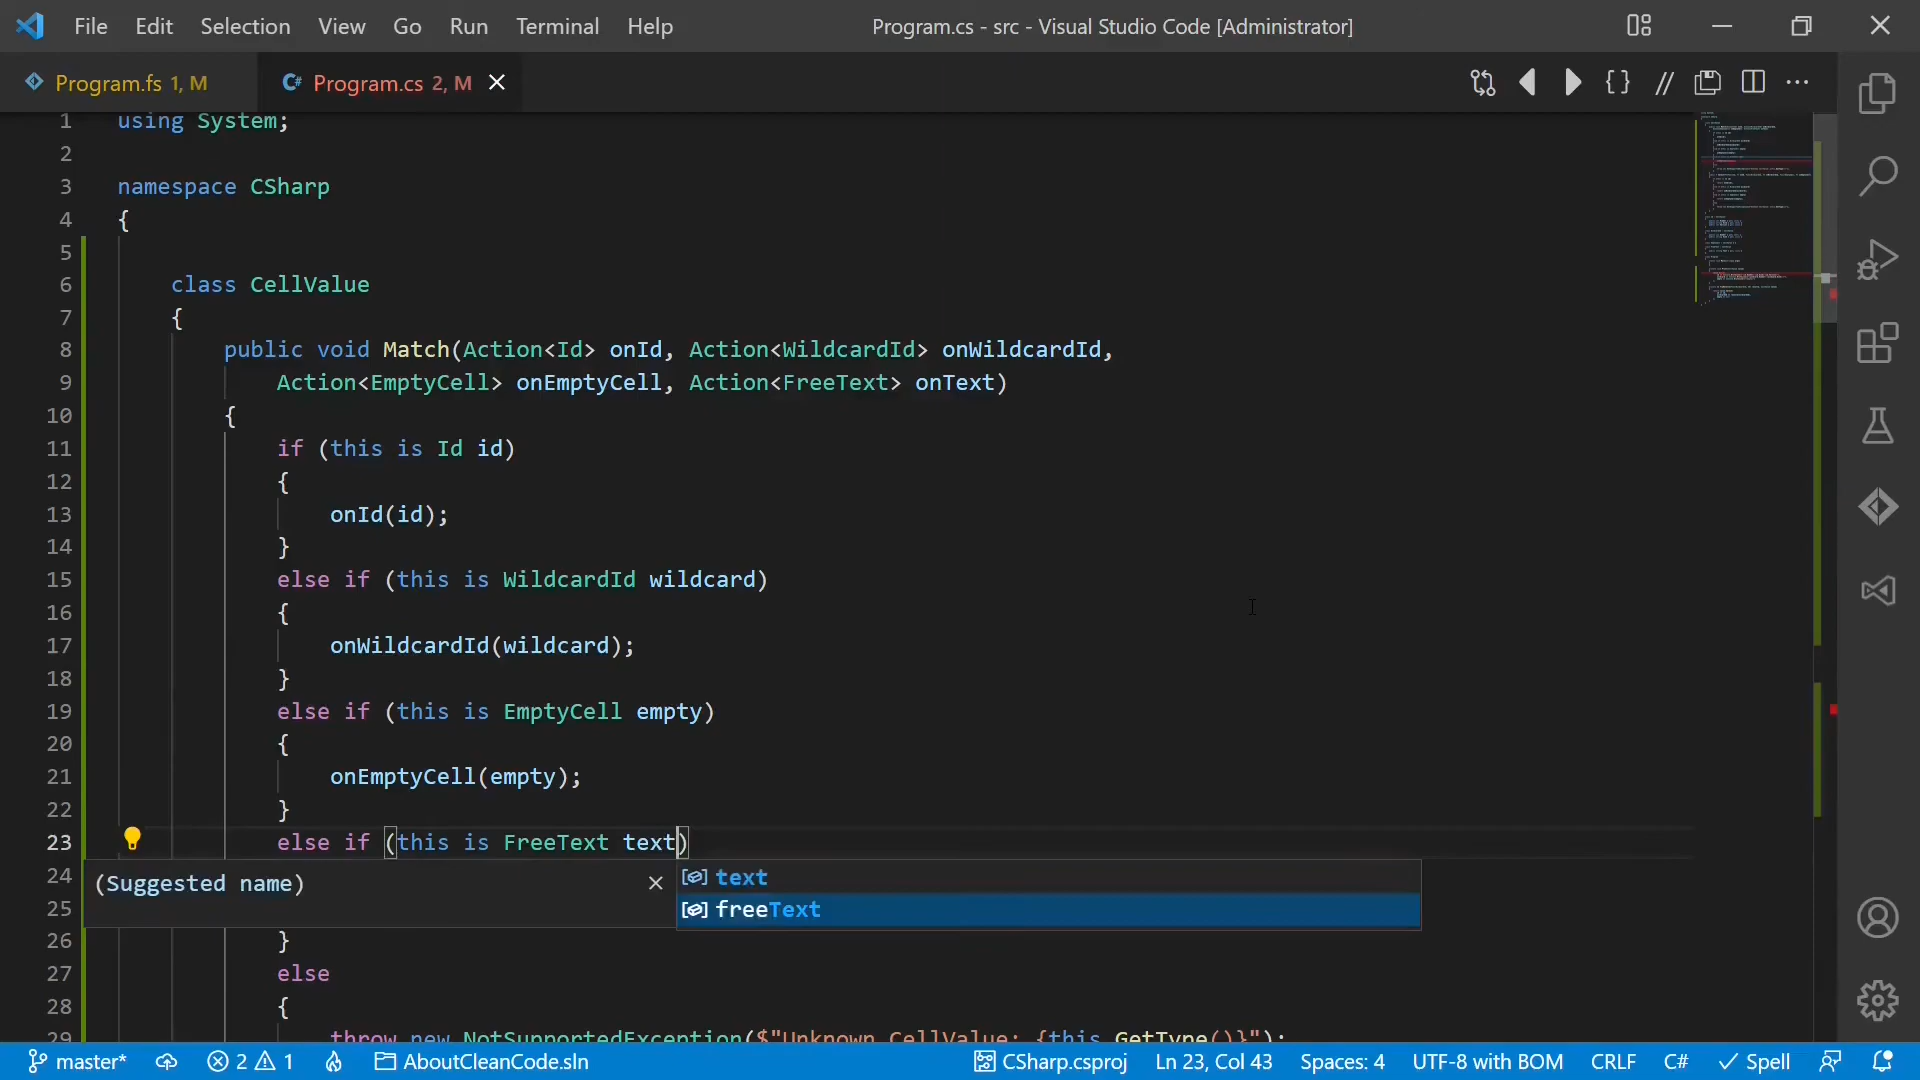 File Edit Selection View Go Run Terminal Help Program.cs - src - Visual Studio Code [Administrator]
Program.fs 1, M C# Program.cs 2, M
1 using System;
2
3 namespace CSharp
4 {
5
6 class CellValue
7 {
8 public void Match(Action<Id> onId, Action<WildcardId> onWildcardId,
9 Action<EmptyCell> onEmptyCell, Action<FreeText> onText)
10 {
11 if (this is Id id)
12 {
13 onId(id);
14 }
15 else if (this is WildcardId wildcard)
16 {
17 onWildcardId(wildcard);
18 }
19 else if (this is EmptyCell empty)
20 {
21 onEmptyCell(empty);
22 }
23 else if (this is FreeText text)
24 (Suggested name) text
25 freeText
26 }
27 else
28 {
29 throw new NotSupportedException($"Unknown CellValue: {this.GetType()}");
master* 2 1 AboutCleanCode.sln CSharp.csproj Ln 23, Col 43 Spaces: 4 UTF-8 with BOM CRLF C# Spell